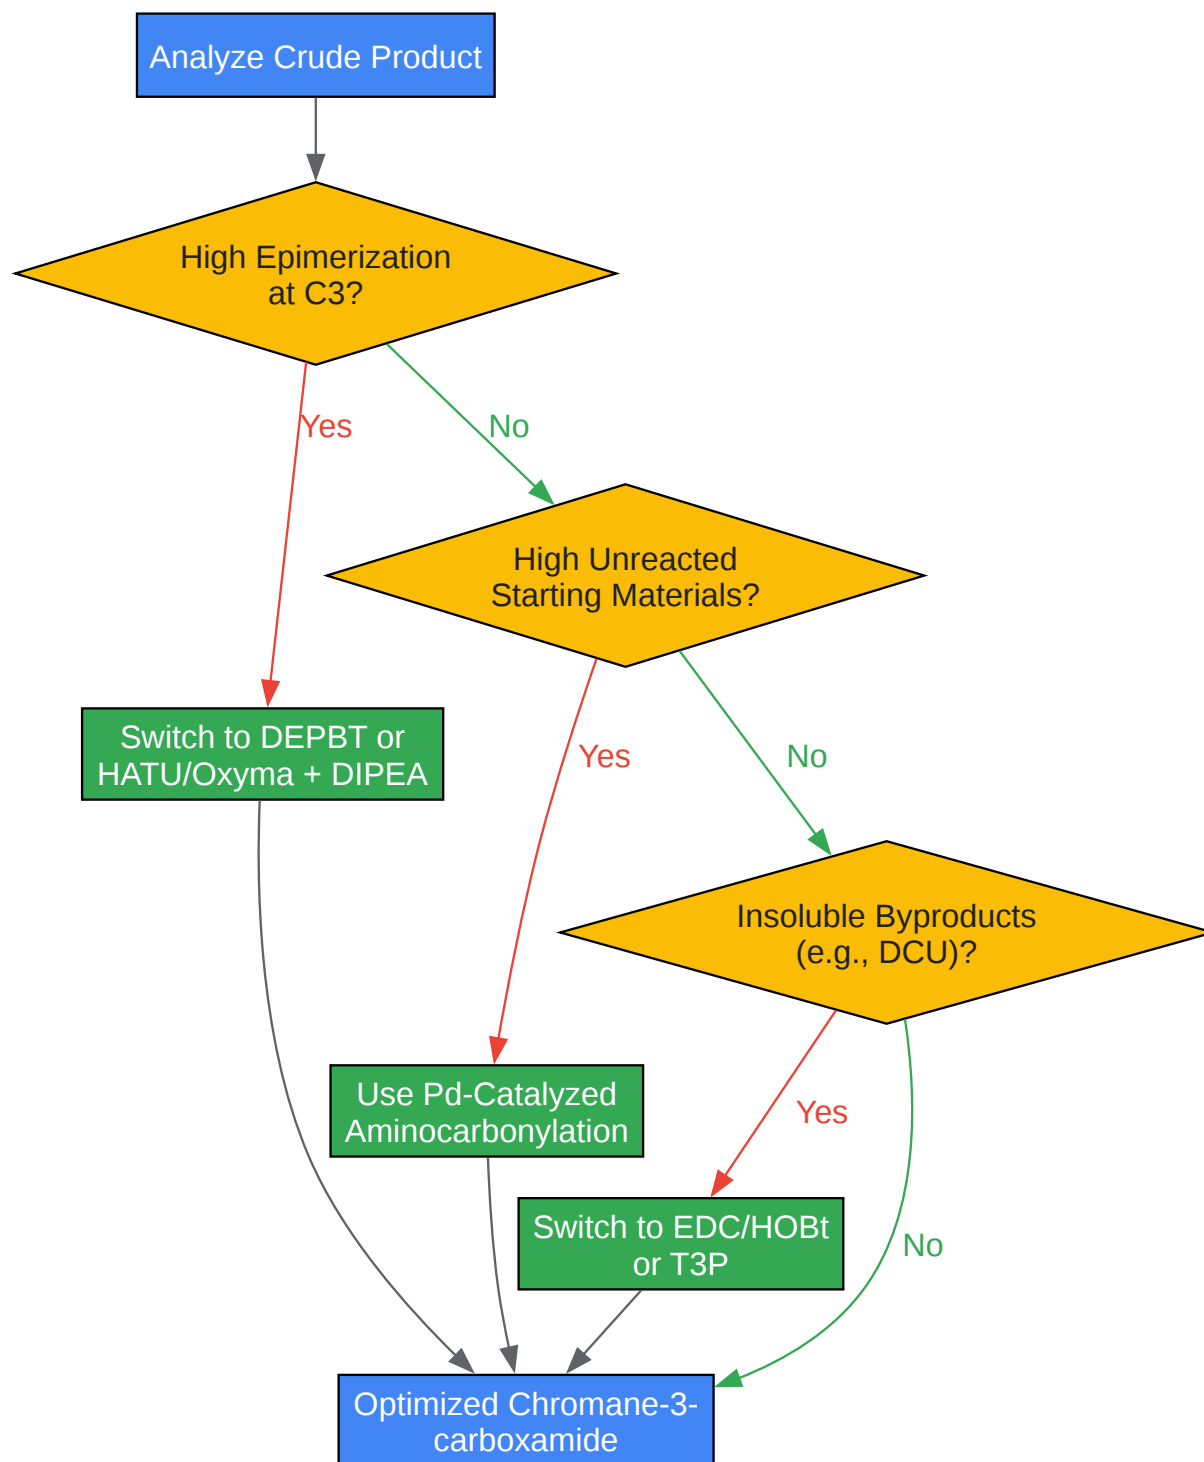 Analyze Crude Product
High Epimerization
at C3?
Yes
No
High Unreacted
Starting Materials?
Switch to DEPBT or
HATU/Oxyma + DIPEA
Yes
No
Insoluble Byproducts
(e.g., DCU)?
Use Pd-Catalyzed
Aminocarbonylation
Yes
Switch to EDC/HOBt
or T3P
No
Optimized Chromane-3-
carboxamide